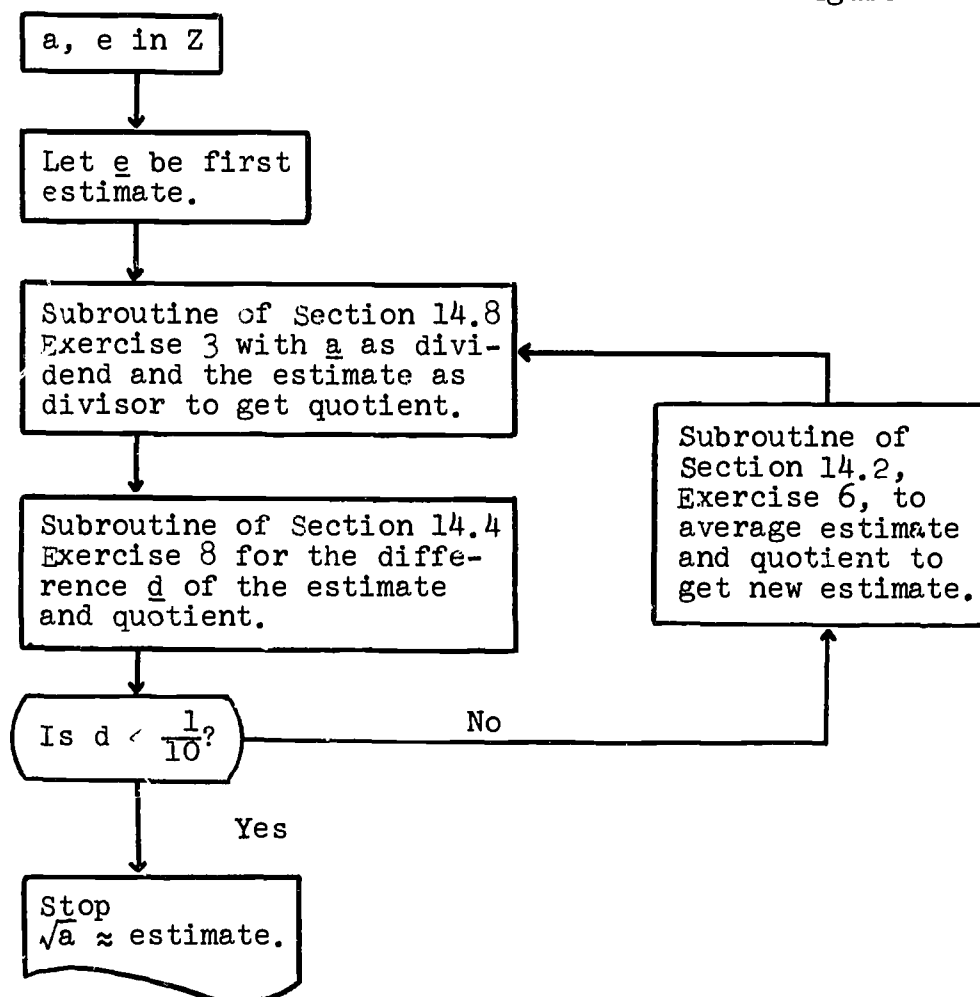 a, e in Z
Let e be first
estimate.
Subroutine of Section 14.8
Exercise 3 with a as divi-
dend and the estimate as
divisor to get quotient.
Subroutine of
Section 14.2,
Exercise 6, to
average estimate
and quotient to
get new estimate.
Subroutine of Section 14.4
Exercise 8 for the diffe-
rence d of the estimate
and quotient.
Is d < 1/10?
No
Yes
Stop
√a ≈ estimate.